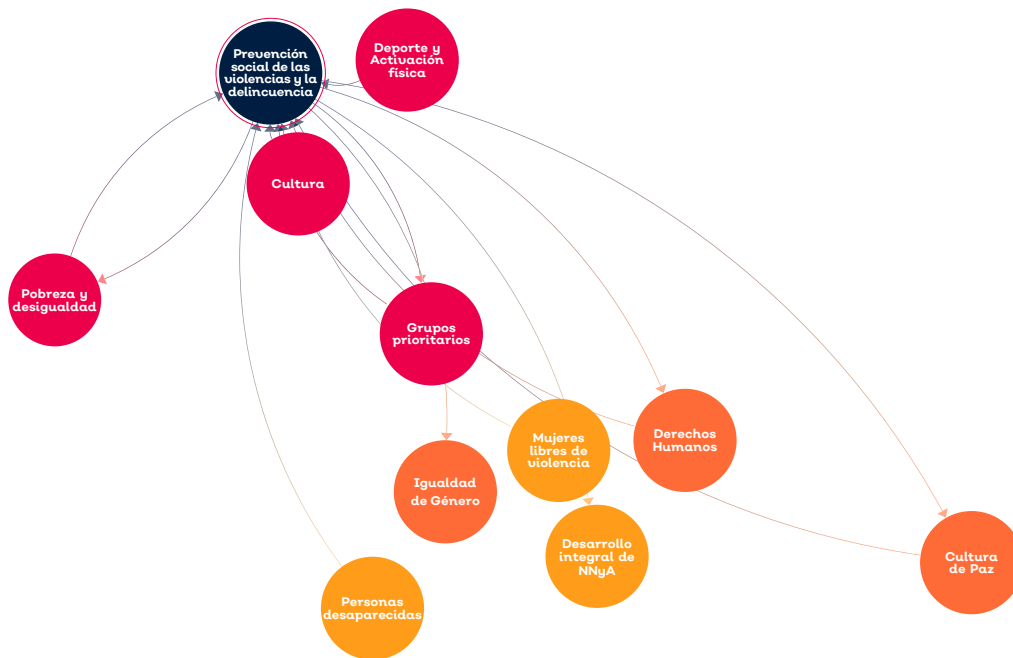 Prevención
social de las
violencias y la
delincuencia
Deporte y
Activación
física
Cultura
Pobreza y
desigualdad
Grupos
prioritarios
Mujeres
libres de
violencia
Derechos
Humanos
Igualdad
de Género
Desarrollo
integral de
NNyA
Cultura
de Paz
Personas
desaparecidas